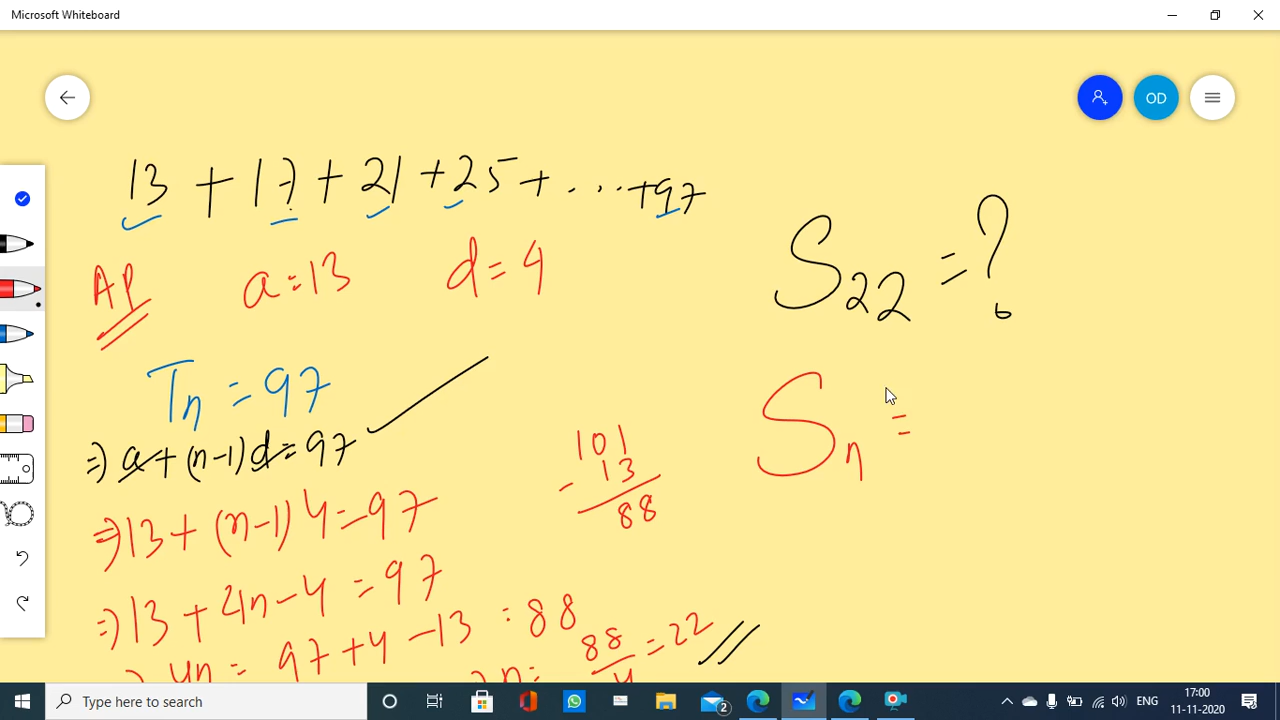 Microsoft Whiteboard
OD
13 + 17 + 21 + 25 + ... + 97
AP a = 13 d = 4
S22 = ?
Tn = 97
Sn =
⇒ a + (n-1) d = 97
101
- 13
88
⇒ 13 + (n-1) 4 = 97
⇒ 13 + 4n - 4 = 97
4n = 97 + 4 - 13 = 88
n = 88/4 = 22
Type here to search
2
ENG
17:00
11-11-2020